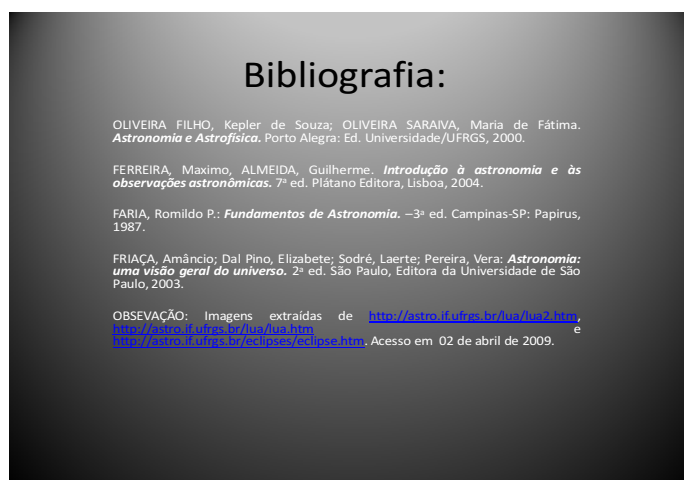 Bibliografia:
OLIVEIRA FILHO, Kepler de Souza; OLIVEIRA SARAIVA, Maria de Fátima.
Astronomia e Astrofísica. Porto Alegra: Ed. Universidade/UFRGS, 2000.
FERREIRA, Maximo, ALMEIDA, Guilherme. Introdução à astronomia e às
observações astronômicas. 7ª ed. Plátano Editora, Lisboa, 2004.
FARIA, Romildo P.: Fundamentos de Astronomia. –3ª ed. Campinas-SP: Papirus,
1987.
FRIAÇA, Amâncio; Dal Pino, Elizabete; Sodré, Laerte; Pereira, Vera: Astronomia:
uma visão geral do universo. 2ª ed. São Paulo, Editora da Universidade de São
Paulo, 2003.
OBSEVAÇÃO: Imagens extraídas de http://astro.if.ufrgs.br/lua/lua2.htm,
http://astro.if.ufrgs.br/lua/lua.htm e
http://astro.if.ufrgs.br/eclipses/eclipse.htm. Acesso em 02 de abril de 2009.